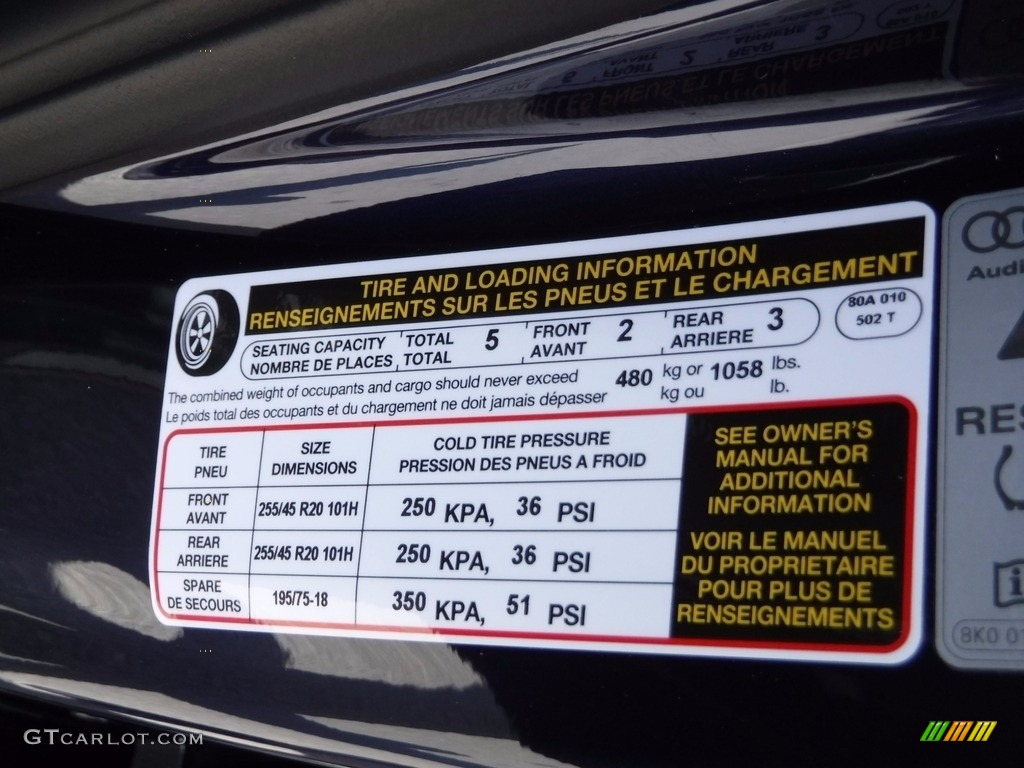 TIRE AND LOADING INFORMATION
RENSEIGNEMENTS SUR LES PNEUS ET LE CHARGEMENT
SEATING CAPACITY TOTAL 5 FRONT 2 REAR 3
NOMBRE DE PLACES TOTAL AVANT ARRIERE
80A 010
502 T
The combined weight of occupants and cargo should never exceed 480 kg or 1058 lbs.
Le poids total des occupants et du chargement ne doit jamais dépasser kg ou lb.
TIRE SIZE COLD TIRE PRESSURE
PNEU DIMENSIONS PRESSION DES PNEUS A FROID
FRONT
AVANT
255/45 R20 101H 250 KPA, 36 PSI
REAR
ARRIERE
255/45 R20 101H 250 KPA, 36 PSI
SPARE
DE SECOURS
195/75-18 350 KPA, 51 PSI
SEE OWNER'S
MANUAL FOR
ADDITIONAL
INFORMATION
VOIR LE MANUEL
DU PROPRIETAIRE
POUR PLUS DE
RENSEIGNEMENTS
Audi
RES
8K0 01
GTCARLOT.COM